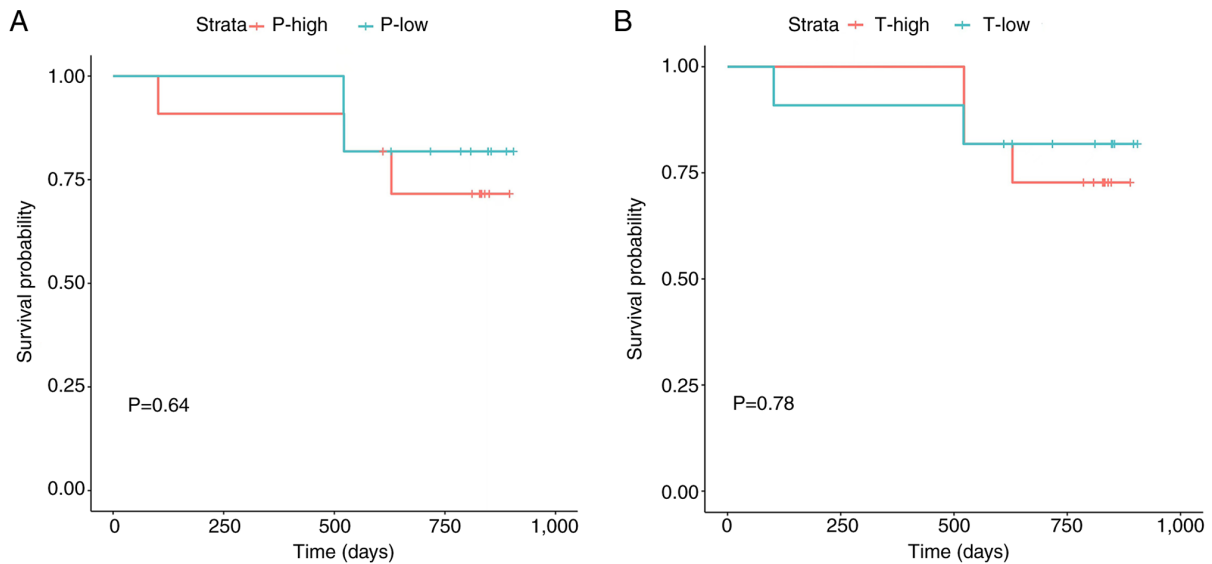 A
Strata P-high P-low
1.00
0.75
0.50
0.25
0.00
Survival probability
P=0.64
0 250 500 750 1,000
Time (days)
B
Strata T-high T-low
1.00
0.75
0.50
0.25
0.00
Survival probability
P=0.78
0 250 500 750 1,000
Time (days)